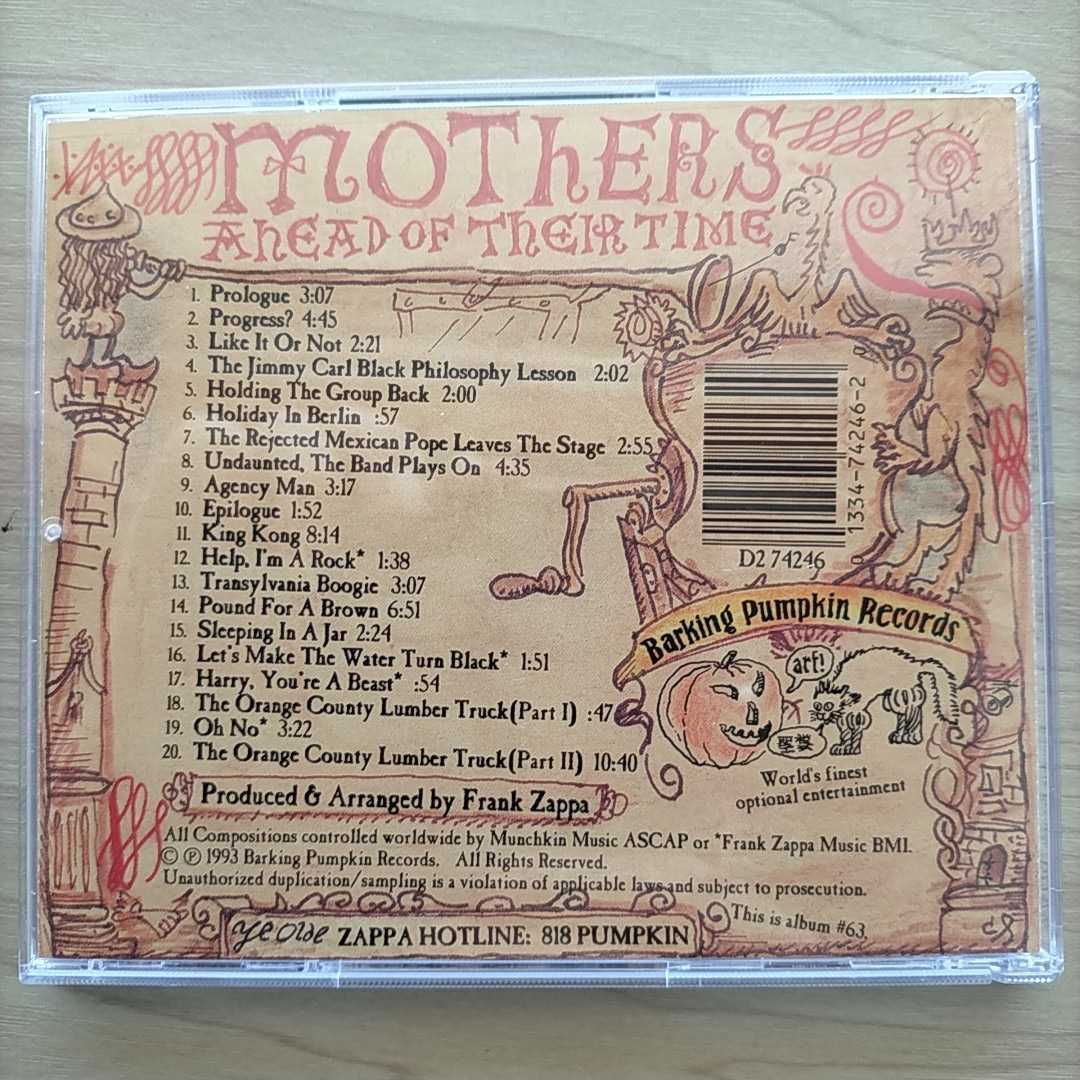 MOTHERS
AHEAD OF THEIR TIME
1. Prologue 3:07
2. Progress? 4:45
3. Like It Or Not 2:21
4. The Jimmy Carl Black Philosophy Lesson 2:02
5. Holding The Group Back 2:00
6. Holiday In Berlin :57
7. The Rejected Mexican Pope Leaves The Stage 2:55
8. Undaunted, The Band Plays On 4:35
9. Agency Man 3:17
10. Epilogue 1:52
11. King Kong 8:14
12. Help, I'm A Rock* 1:38
13. Transylvania Boogie 3:07
14. Pound For A Brown 6:51
15. Sleeping In A Jar 2:24
16. Let's Make The Water Turn Black* 1:51
17. Harry, You're A Beast* :54
18. The Orange County Lumber Truck(Part I) :47
19. Oh No* 3:22
20. The Orange County Lumber Truck(Part II) 10:40
1334-74246-2
D2 74246
Barking Pumpkin Records
arf!
World's finest
optional entertainment
Produced & Arranged by Frank Zappa
All Compositions controlled worldwide by Munchkin Music ASCAP or *Frank Zappa Music BMI.
© ℗ 1993 Barking Pumpkin Records. All Rights Reserved.
Unauthorized duplication/sampling is a violation of applicable laws and subject to prosecution.
This is album #63
ye olde ZAPPA HOTLINE: 818 PUMPKIN